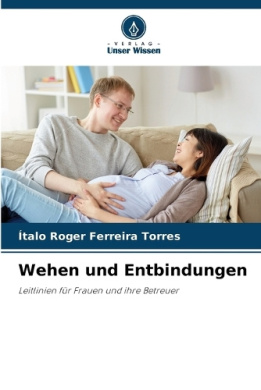 - VERLAG -
Unser Wissen
Ítalo Roger Ferreira Torres
Wehen und Entbindungen
Leitlinien für Frauen und ihre Betreuer